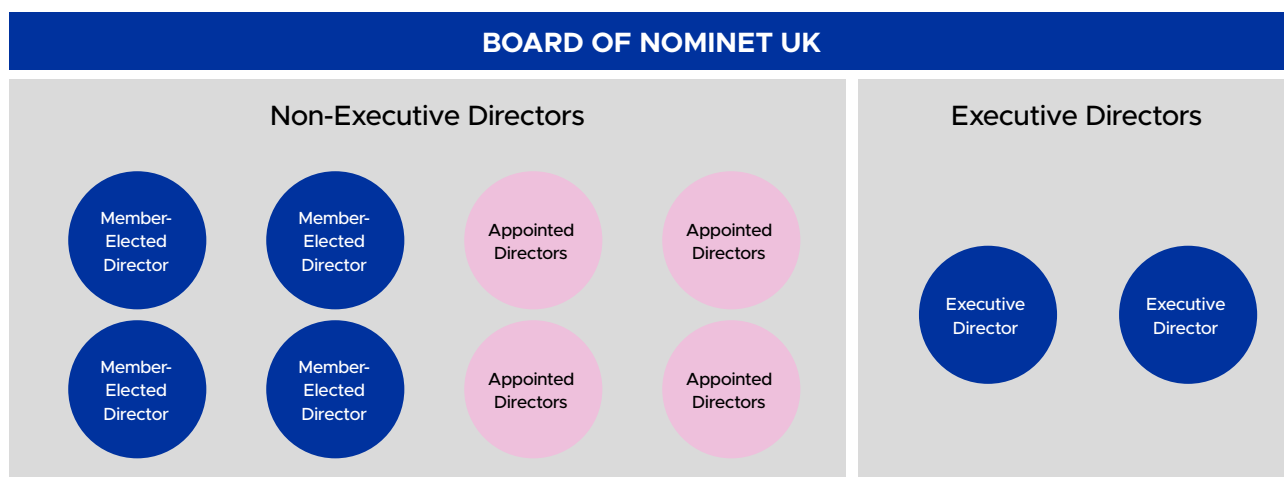 BOARD OF NOMINET UK
Non-Executive Directors
Member-
Elected
Director
Member-
Elected
Director
Appointed
Directors
Appointed
Directors
Member-
Elected
Director
Member-
Elected
Director
Appointed
Directors
Appointed
Directors
Executive Directors
Executive
Director
Executive
Director